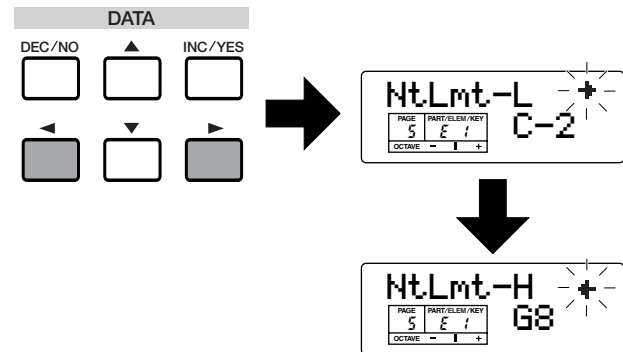 DATA
DEC/NO ▲ INC/YES
◄ ▼ ►
NtLmt-L
PAGE PART/ELEM/KEY
5 E 1 C-2
OCTAVE – +
NtLmt-H
PAGE PART/ELEM/KEY
5 E 1 G8
OCTAVE – +